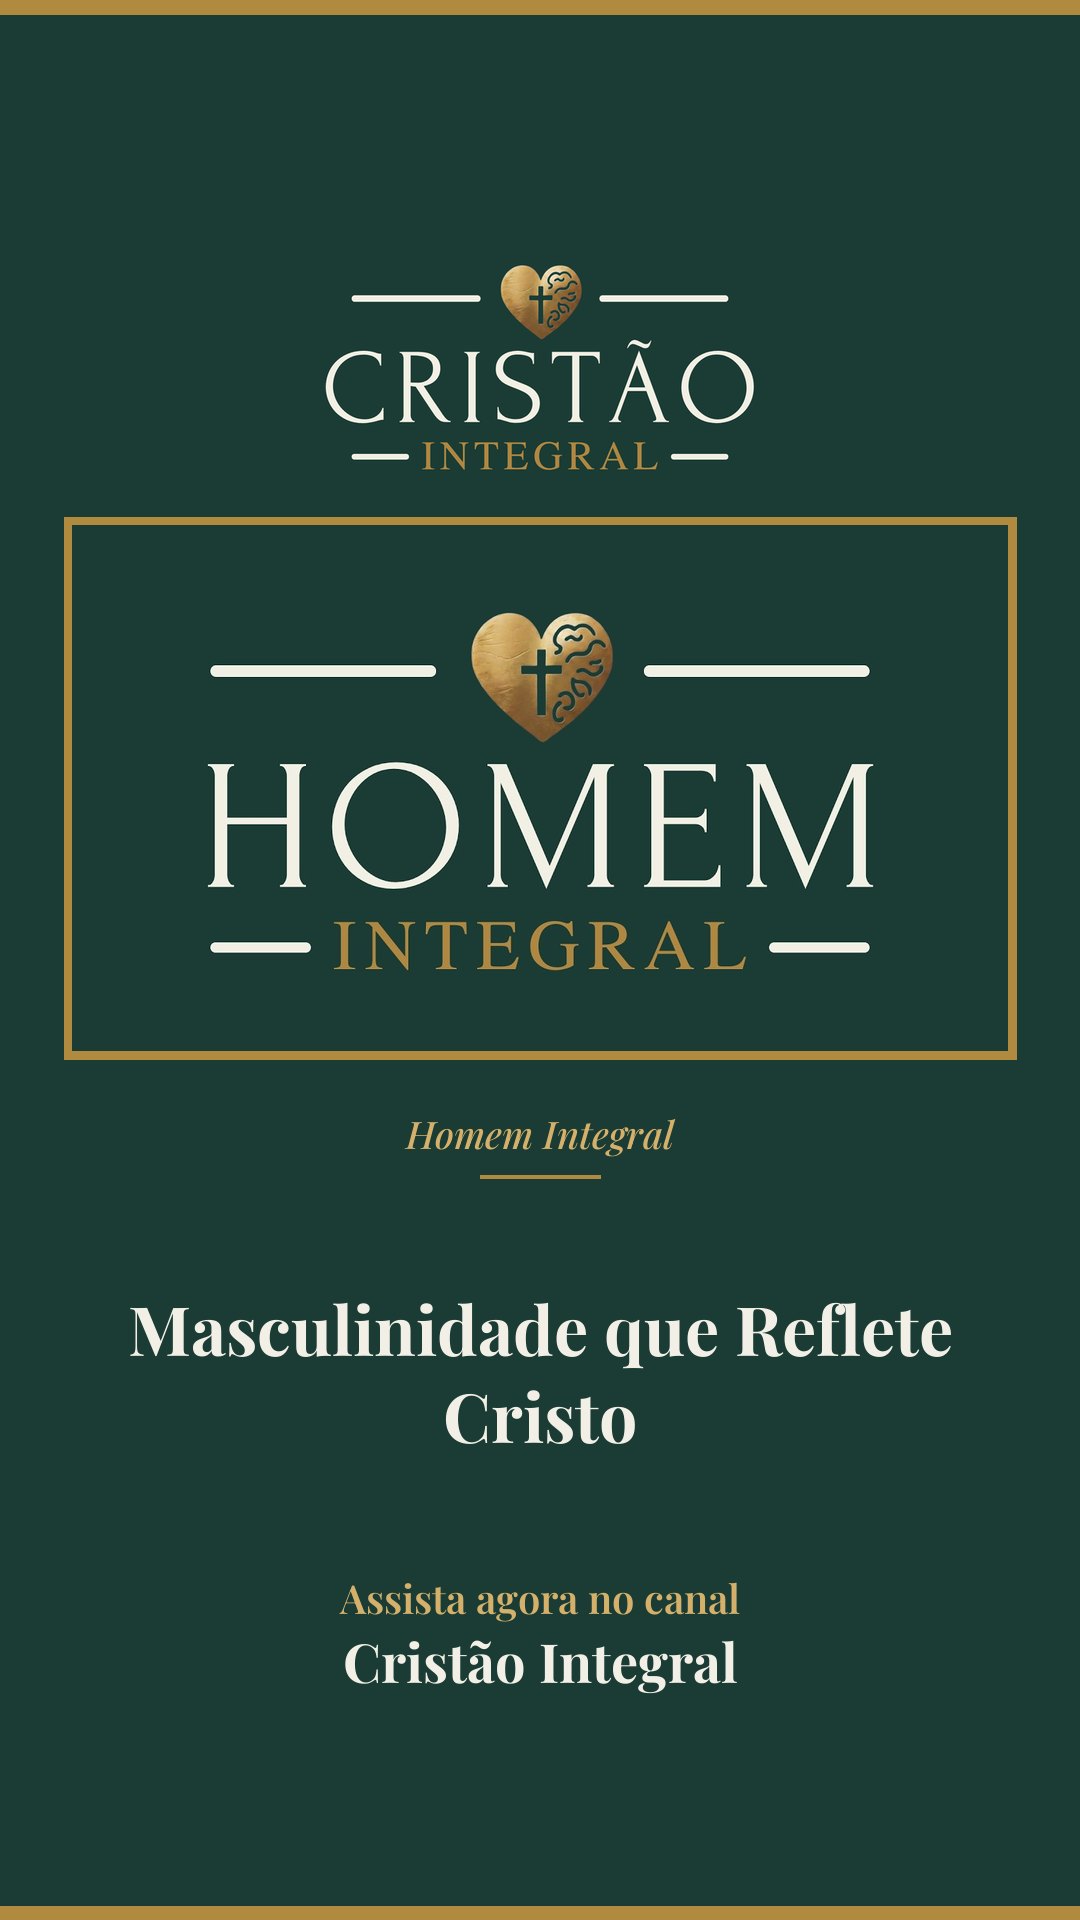 CRISTÃO
INTEGRAL
HOMEM
INTEGRAL
Homem Integral
Masculinidade que Reflete
Cristo
Assista agora no canal
Cristão Integral